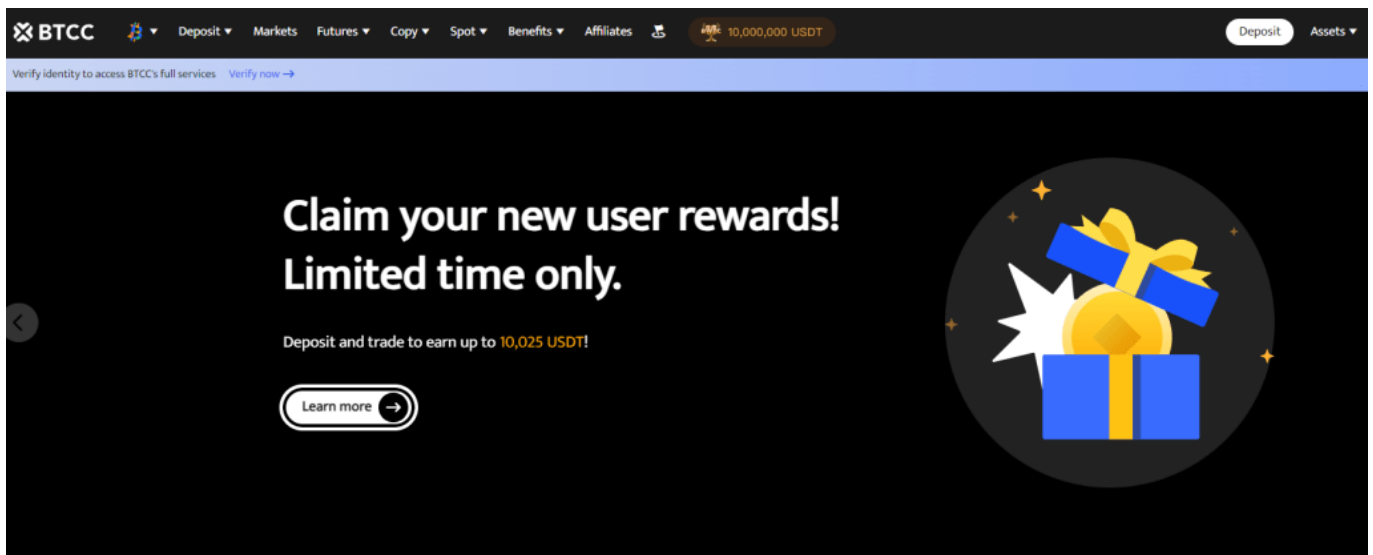 BTCC Deposit Markets Futures Copy Spot Benefits Affiliates 10,000,000 USDT Deposit Assets
Verify identity to access BTCC's full services Verify now →
Claim your new user rewards!
Limited time only.
Deposit and trade to earn up to 10,025 USDT!
Learn more →